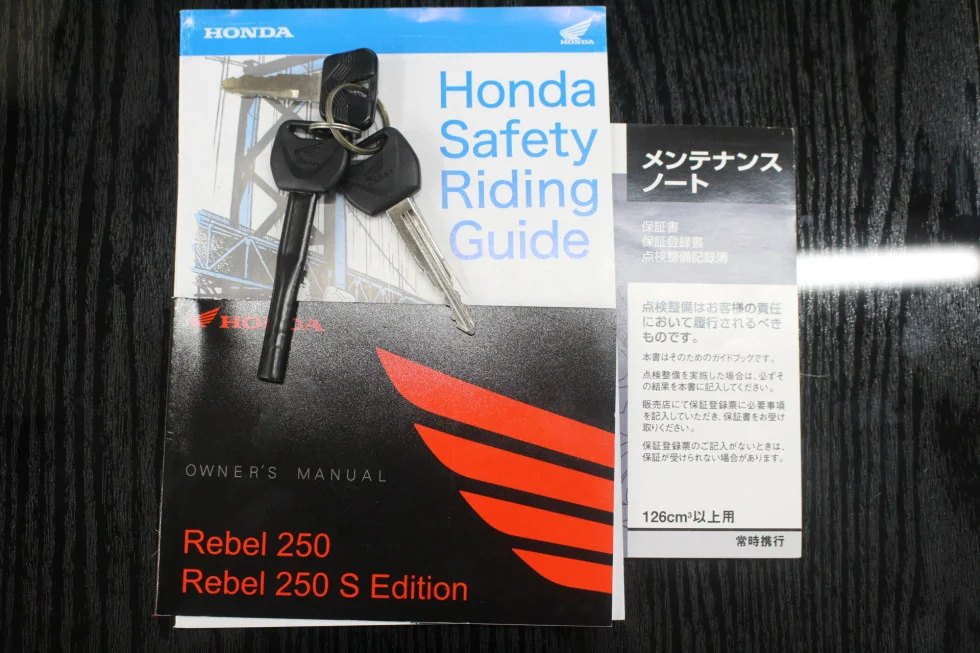 HONDA
HONDA
Honda
Safety
Riding
Guide
HONDA
OWNER'S MANUAL
Rebel 250
Rebel 250 S Edition
メンテナンス
ノート
保証書
保証登録書
点検整備記録簿
点検整備はお客様の責任
において履行されるべき
ものです。
本書はそのためのガイドブックです。
点検整備を実施した場合は、必ずそ
の結果を本書に記入してください。
販売店にて保証登録票に必要事項
を記入していただき、保証書をお受け
取りください。
保証登録票のご記入がないときは、
保証が受けられない場合があります。
126cm³以上用
常時携行